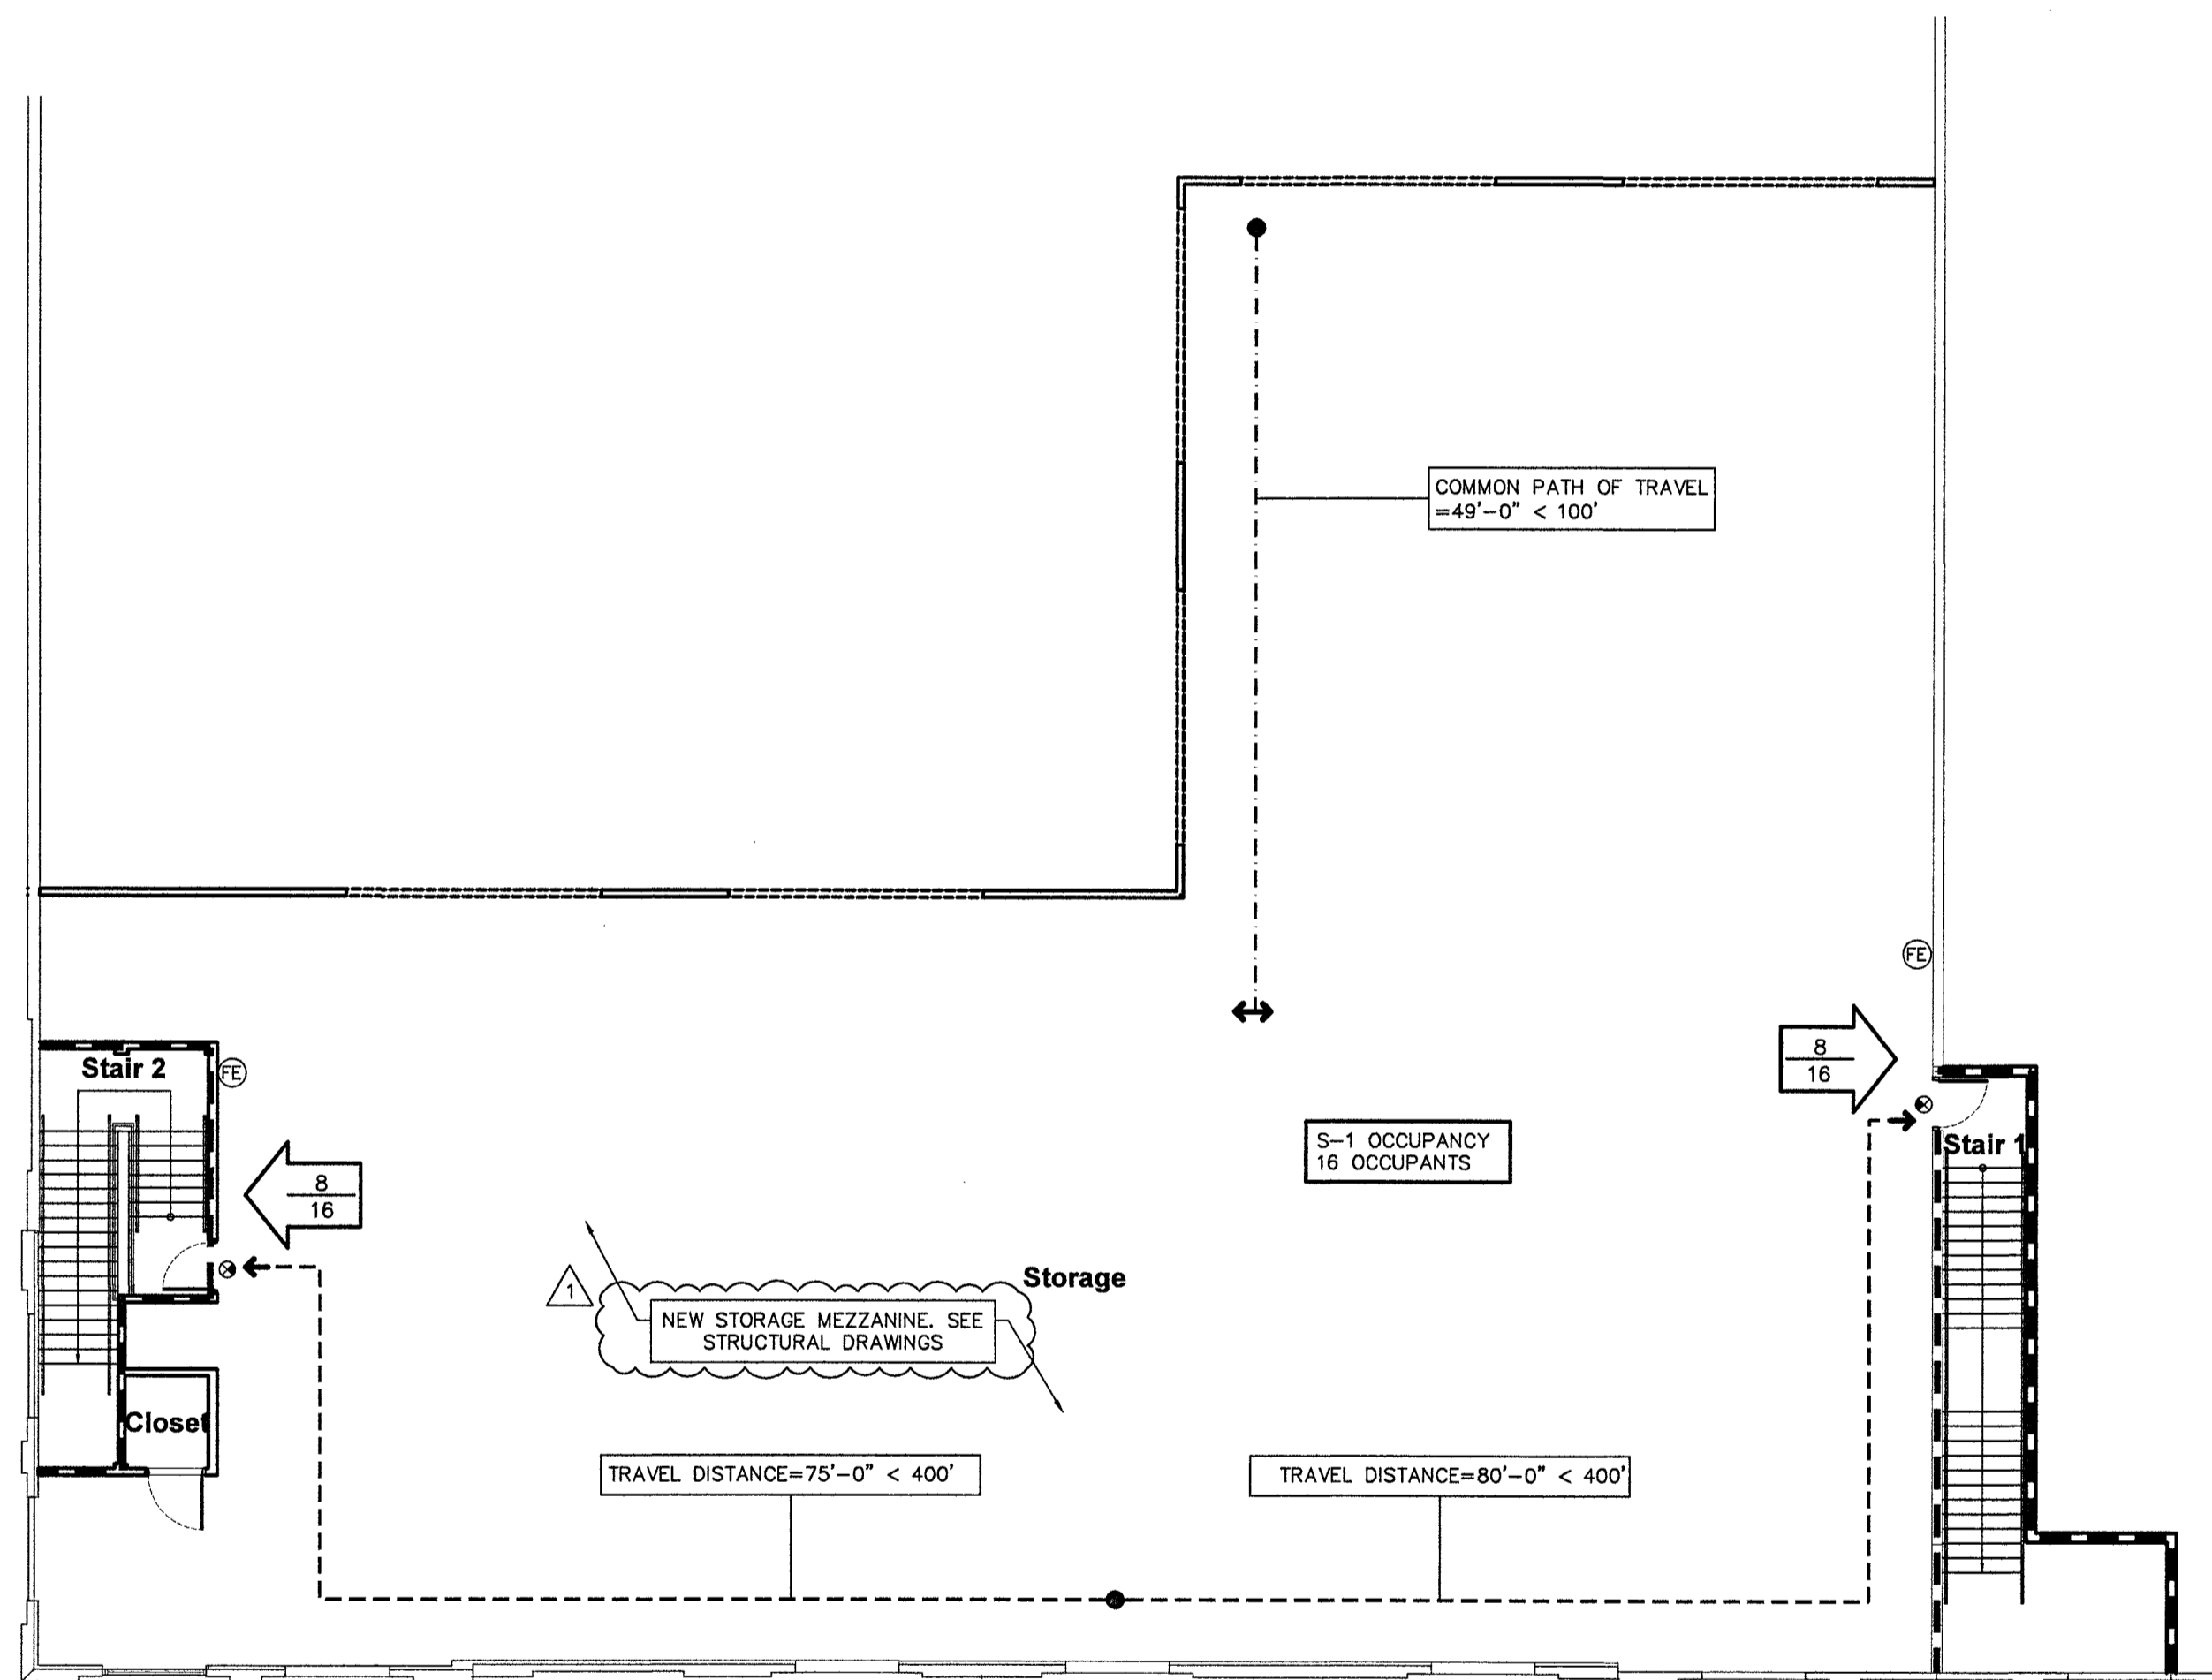 COMMON PATH OF TRAVEL
=49'-0" < 100'
FE
Stair 2
FE
8
16
8
16
S-1 OCCUPANCY
16 OCCUPANTS
Stair 1
Storage
1
NEW STORAGE MEZZANINE. SEE
STRUCTURAL DRAWINGS
Closet
TRAVEL DISTANCE=75'-0" < 400'
TRAVEL DISTANCE=80'-0" < 400'